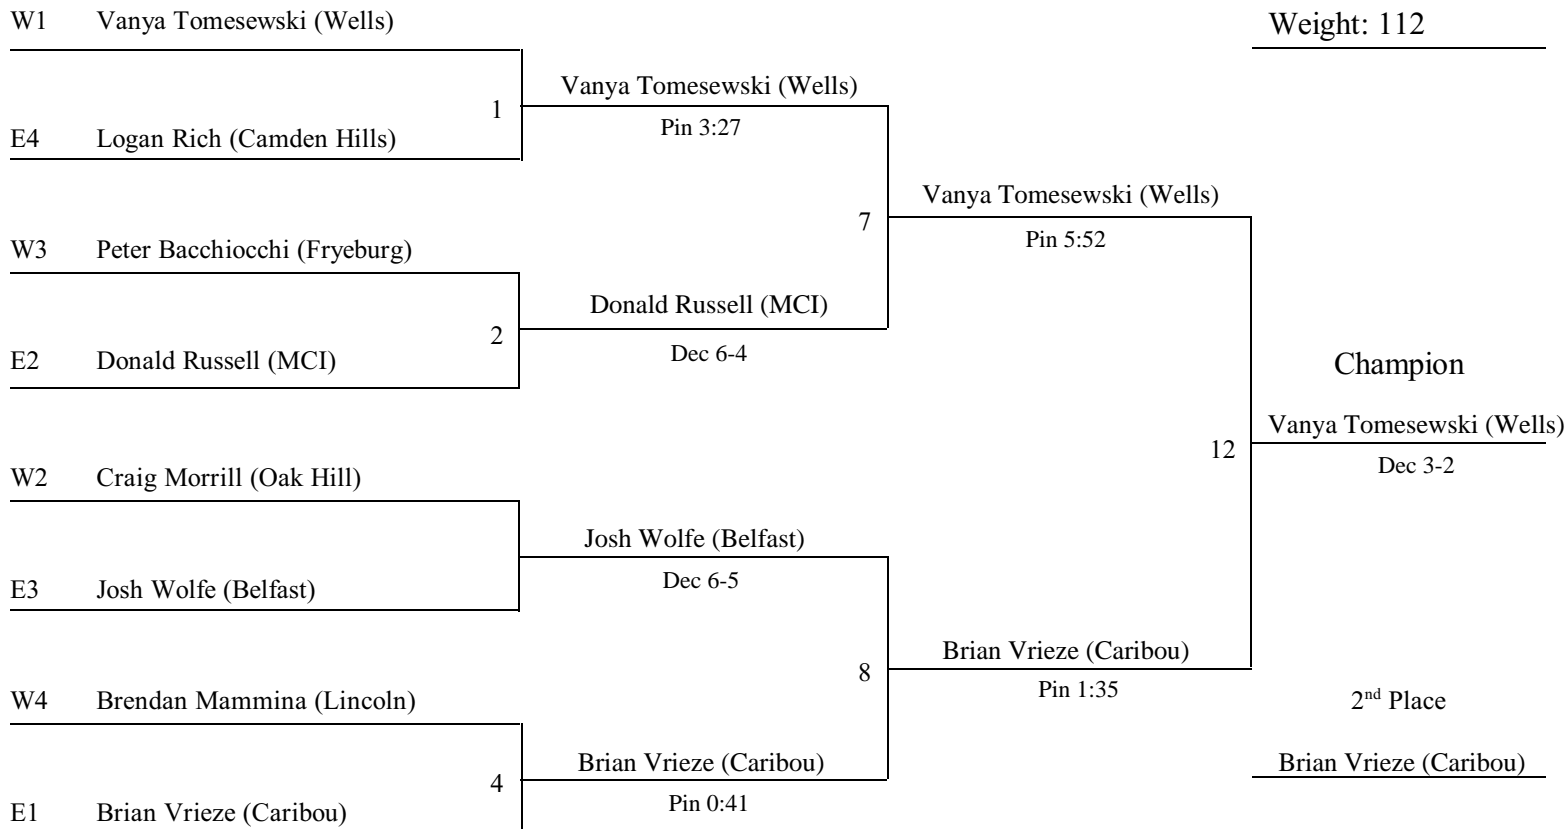 W1 Vanya Tomesewski (Wells)
Weight: 112
Vanya Tomesewski (Wells)
1
Pin 3:27
E4 Logan Rich (Camden Hills)
Vanya Tomesewski (Wells)
7
Pin 5:52
W3 Peter Bacchiocchi (Fryeburg)
Donald Russell (MCI)
2
Dec 6-4
E2 Donald Russell (MCI)
Champion
Vanya Tomesewski (Wells)
12
Dec 3-2
W2 Craig Morrill (Oak Hill)
Josh Wolfe (Belfast)
Dec 6-5
E3 Josh Wolfe (Belfast)
Brian Vrieze (Caribou)
8
Pin 1:35
W4 Brendan Mammina (Lincoln)
2nd Place
Brian Vrieze (Caribou)
Brian Vrieze (Caribou)
4
Pin 0:41
E1 Brian Vrieze (Caribou)